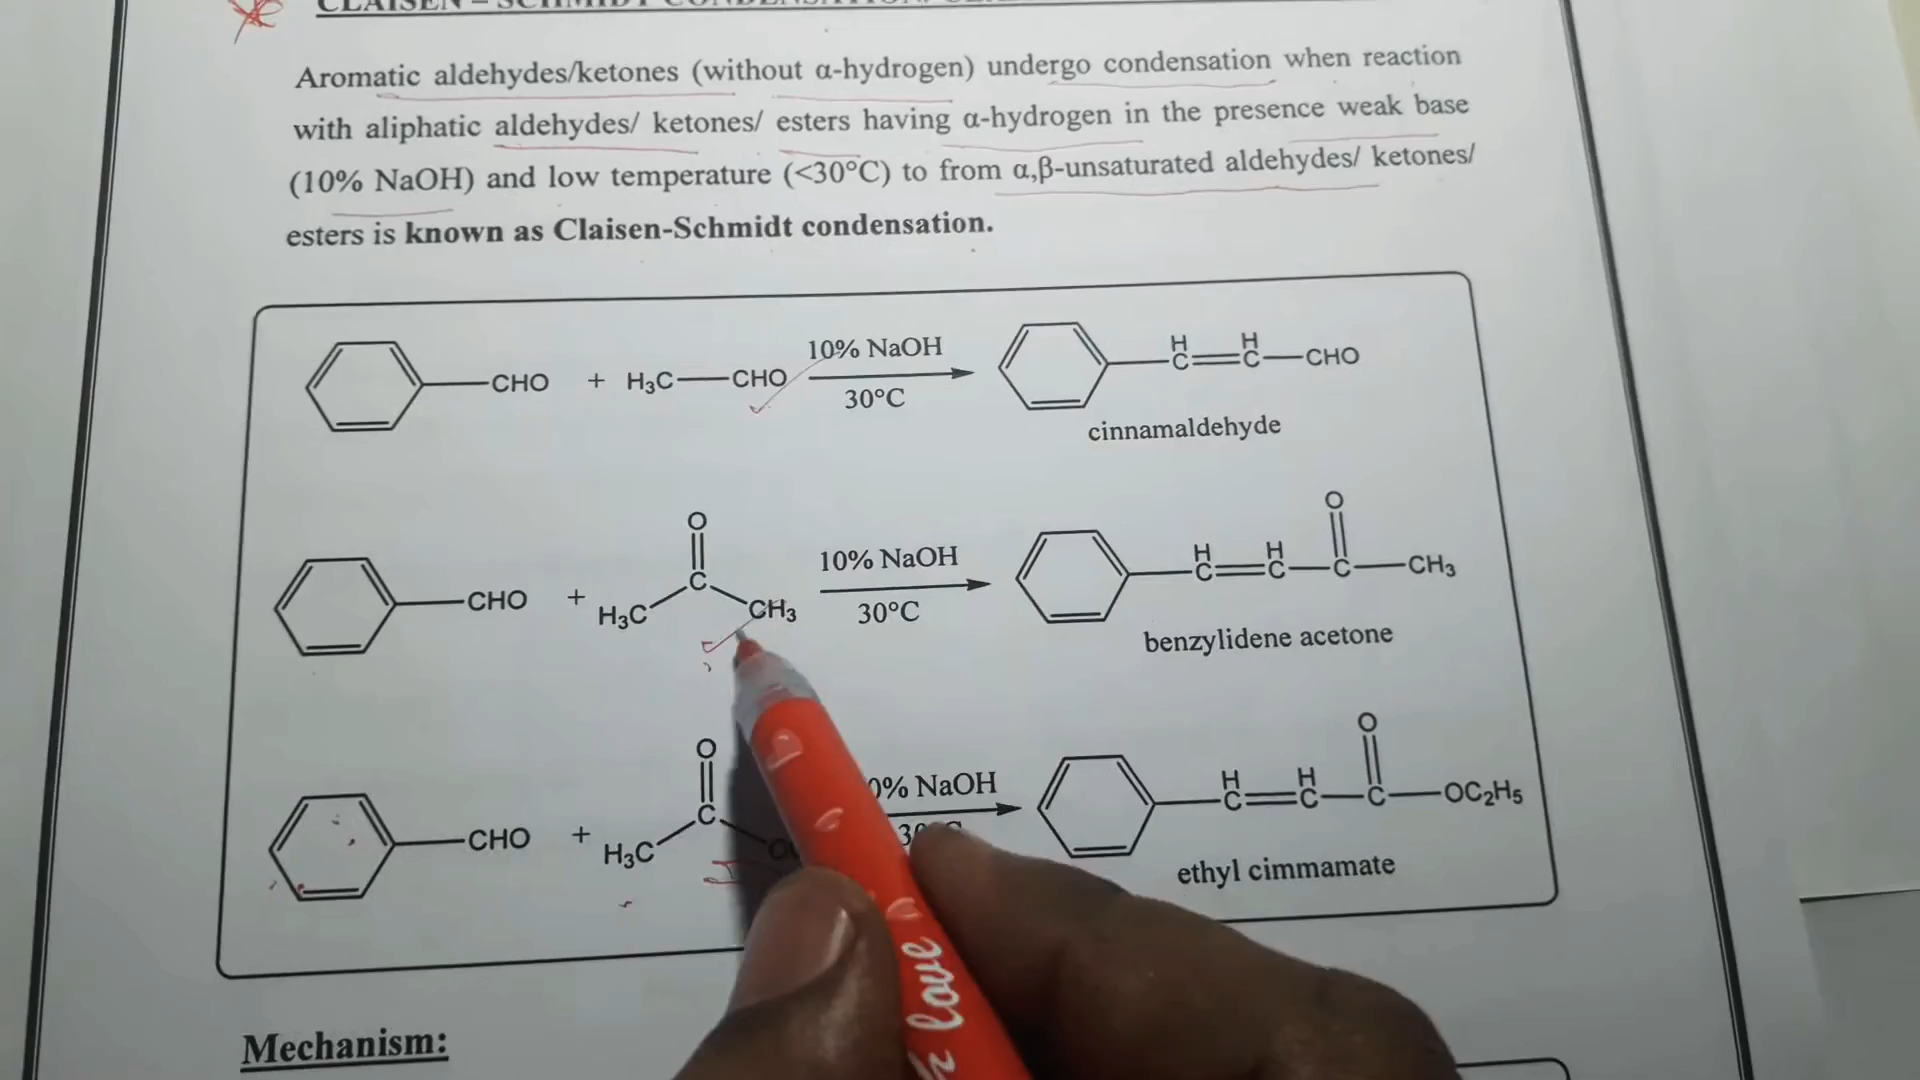 Aromatic aldehydes/ketones (without α-hydrogen) undergo condensation when reaction
with aliphatic aldehydes/ ketones/ esters having α-hydrogen in the presence weak base
(10% NaOH) and low temperature (<30°C) to from α,β-unsaturated aldehydes/ ketones/
esters is known as Claisen-Schmidt condensation.
CHO + H₃C CHO 10% NaOH H H C C CHO
30°C
cinnamaldehyde
O O
CHO + H₃C C CH₃ 10% NaOH H H C C C CH₃
30°C
benzylidene acetone
O O
CHO + H₃C C NaOH H H C C C OC₂H₅
ethyl cimmamate
Mechanism:
love